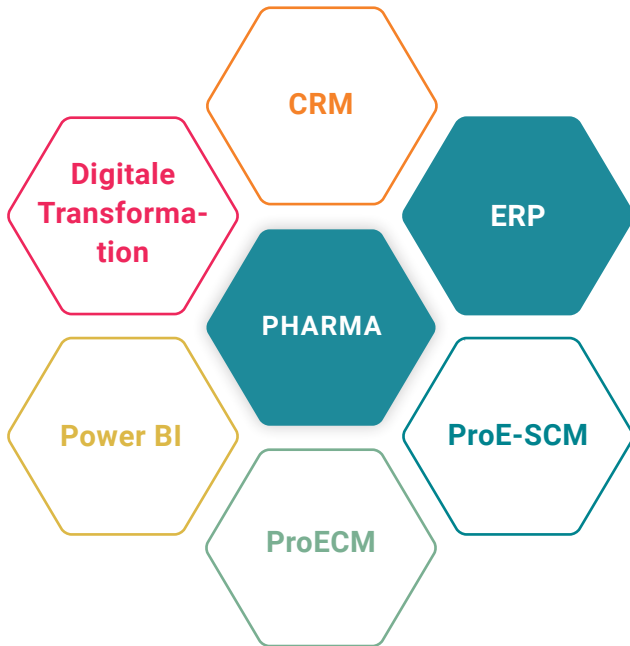 CRM
Digitale
Transforma-
tion
ERP
PHARMA
Power BI
ProE-SCM
ProECM